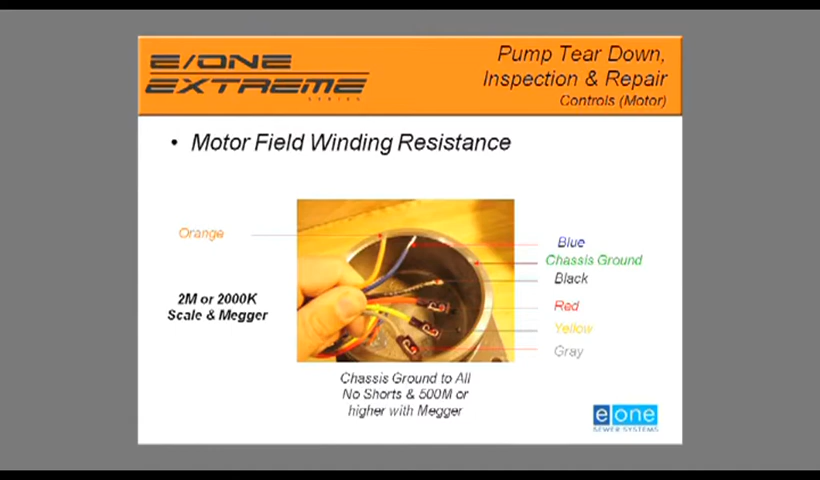 E/ONE
EXTREME
SERIES
Pump Tear Down,
Inspection & Repair
Controls (Motor)
• Motor Field Winding Resistance
Orange
Blue
Chassis Ground
Black
2M or 2000K
Scale & Megger
Red
Yellow
Gray
Chassis Ground to All
No Shorts & 500M or
higher with Megger
e|one
SEWER SYSTEMS